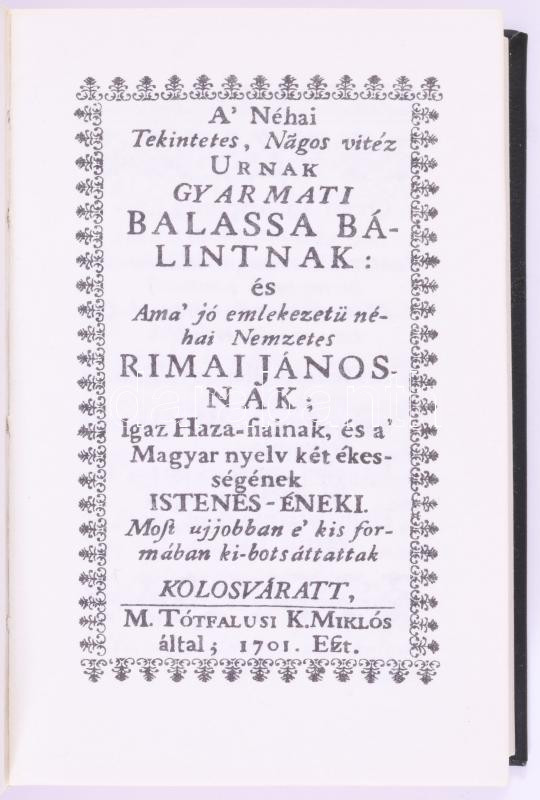 A' Néhai
Tekintetes, Nãgos vitéz
URNAK
GYARMATI
BALASSA BÁ-
LINTNAK:
és
Ama' jó emlekezetü né-
hai Nemzetes
RIMAI JÁNOS-
NÁK;
Igaz Haza-fiainak, és a'
Magyar nyelv két ékes-
ségének
ISTENES-ÉNEKI.
Moſt ujjobban e' kis for-
mában ki-botsáttattak
KOLOSVÁRATT,
M. TÓTFALUSI K. MIKLÓS
által; 1701. Eſzt.